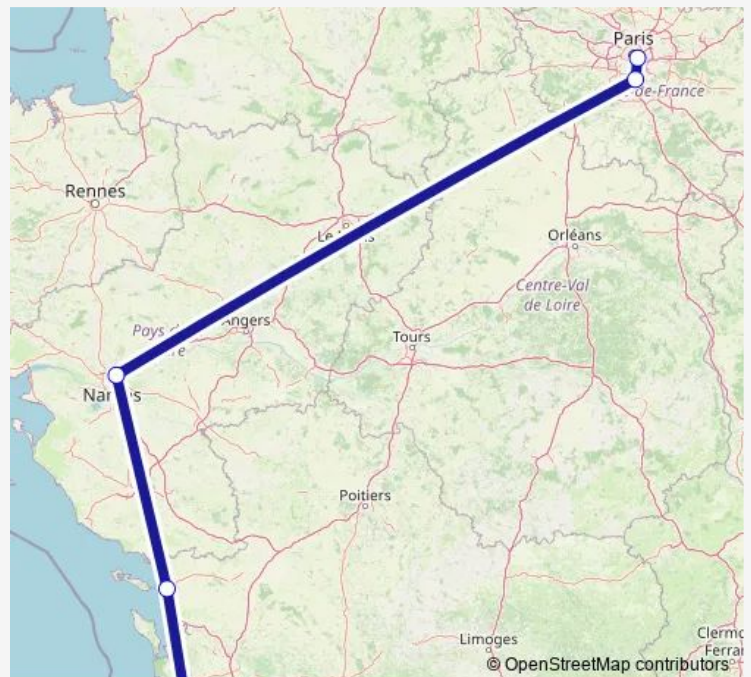 Paris
de-France
Rennes
Orléans
Centre-Val
de Loire
Angers
Pays
Tours
Poitiers
Limoges
© OpenStreetMap contributors